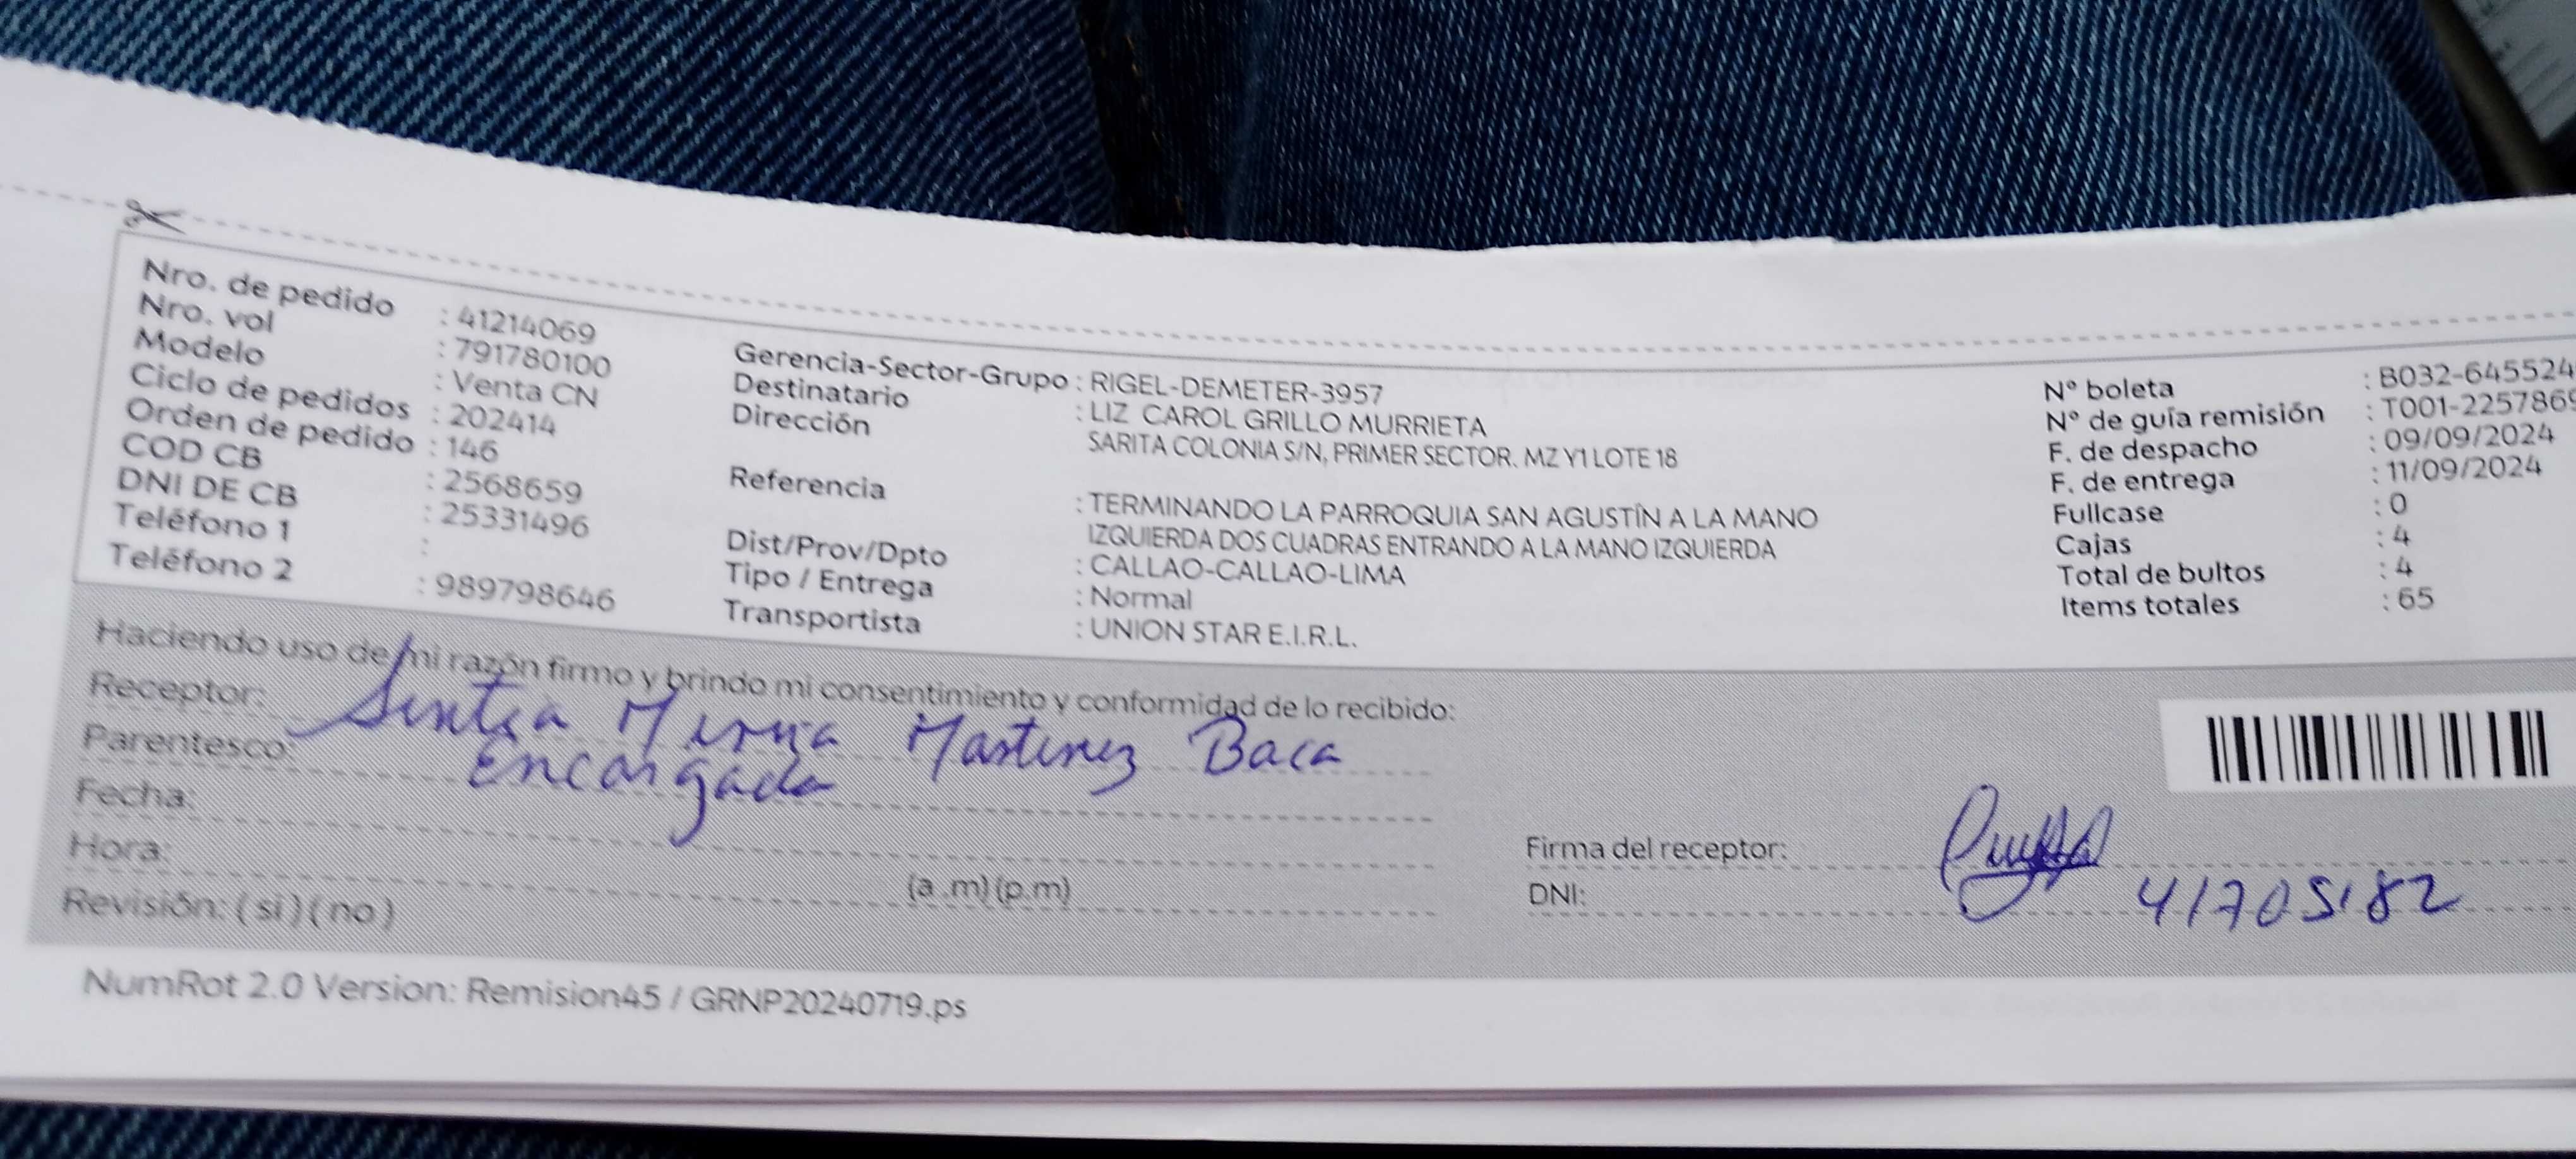 Nro. de pedido : 41214069
Nro. vol : 791780100
Modelo : Venta CN
Ciclo de pedidos : 202414
Orden de pedido : 146
COD CB : 2568659
DNI DE CB : 25331496
Teléfono 1 :
Teléfono 2 : 989798646
Gerencia-Sector-Grupo : RIGEL-DEMETER-3957
Destinatario : LIZ CAROL GRILLO MURRIETA
Dirección SARITA COLONIA S/N, PRIMER SECTOR. MZ Y1 LOTE 18
Referencia : TERMINANDO LA PARROQUIA SAN AGUSTÍN A LA MANO
IZQUIERDA DOS CUADRAS ENTRANDO A LA MANO IZQUIERDA
Dist/Prov/Dpto : CALLAO-CALLAO-LIMA
Tipo / Entrega : Normal
Transportista : UNION STAR E.I.R.L.
N° boleta : B032-645524
N° de guía remisión : T001-2257869
F. de despacho : 09/09/2024
F. de entrega : 11/09/2024
Fullcase : 0
Cajas : 4
Total de bultos : 4
Items totales : 65
Haciendo uso de mi razón firmo y brindo mi consentimiento y conformidad de lo recibido:
Receptor: Martinez Baca
Parentesco: Encargada
Fecha:
Hora: (a .m) (p.m)
Revisión: ( si ) ( no )
Firma del receptor:
DNI: 41705182
NumRot 2.0 Version: Remision45 / GRNP20240719.ps